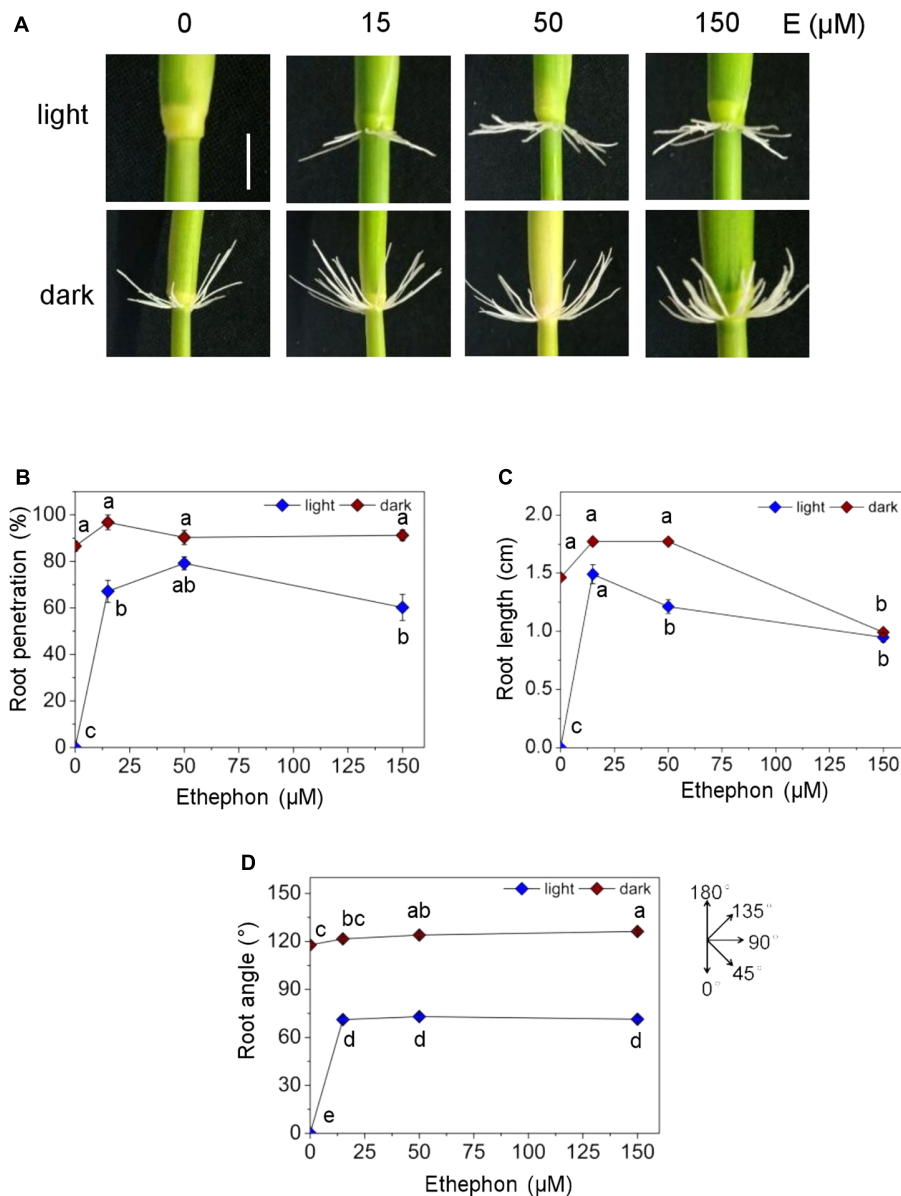 A 0 15 50 150 E (µM)
light
dark
B
Root penetration (%)
100
80
60
40
20
0
light dark
a a a a
b ab b
c
0 25 50 75 100 125 150
Ethephon (µM)
C
Root length (cm)
2.0
1.5
1.0
0.5
0.0
light dark
a a a b
a b b
c
0 25 50 75 100 125 150
Ethephon (µM)
D
Root angle (°)
150
120
90
60
30
0
light dark
c bc ab a
d d d
e
0 25 50 75 100 125 150
Ethephon (µM)
180°
135°
90°
45°
0°